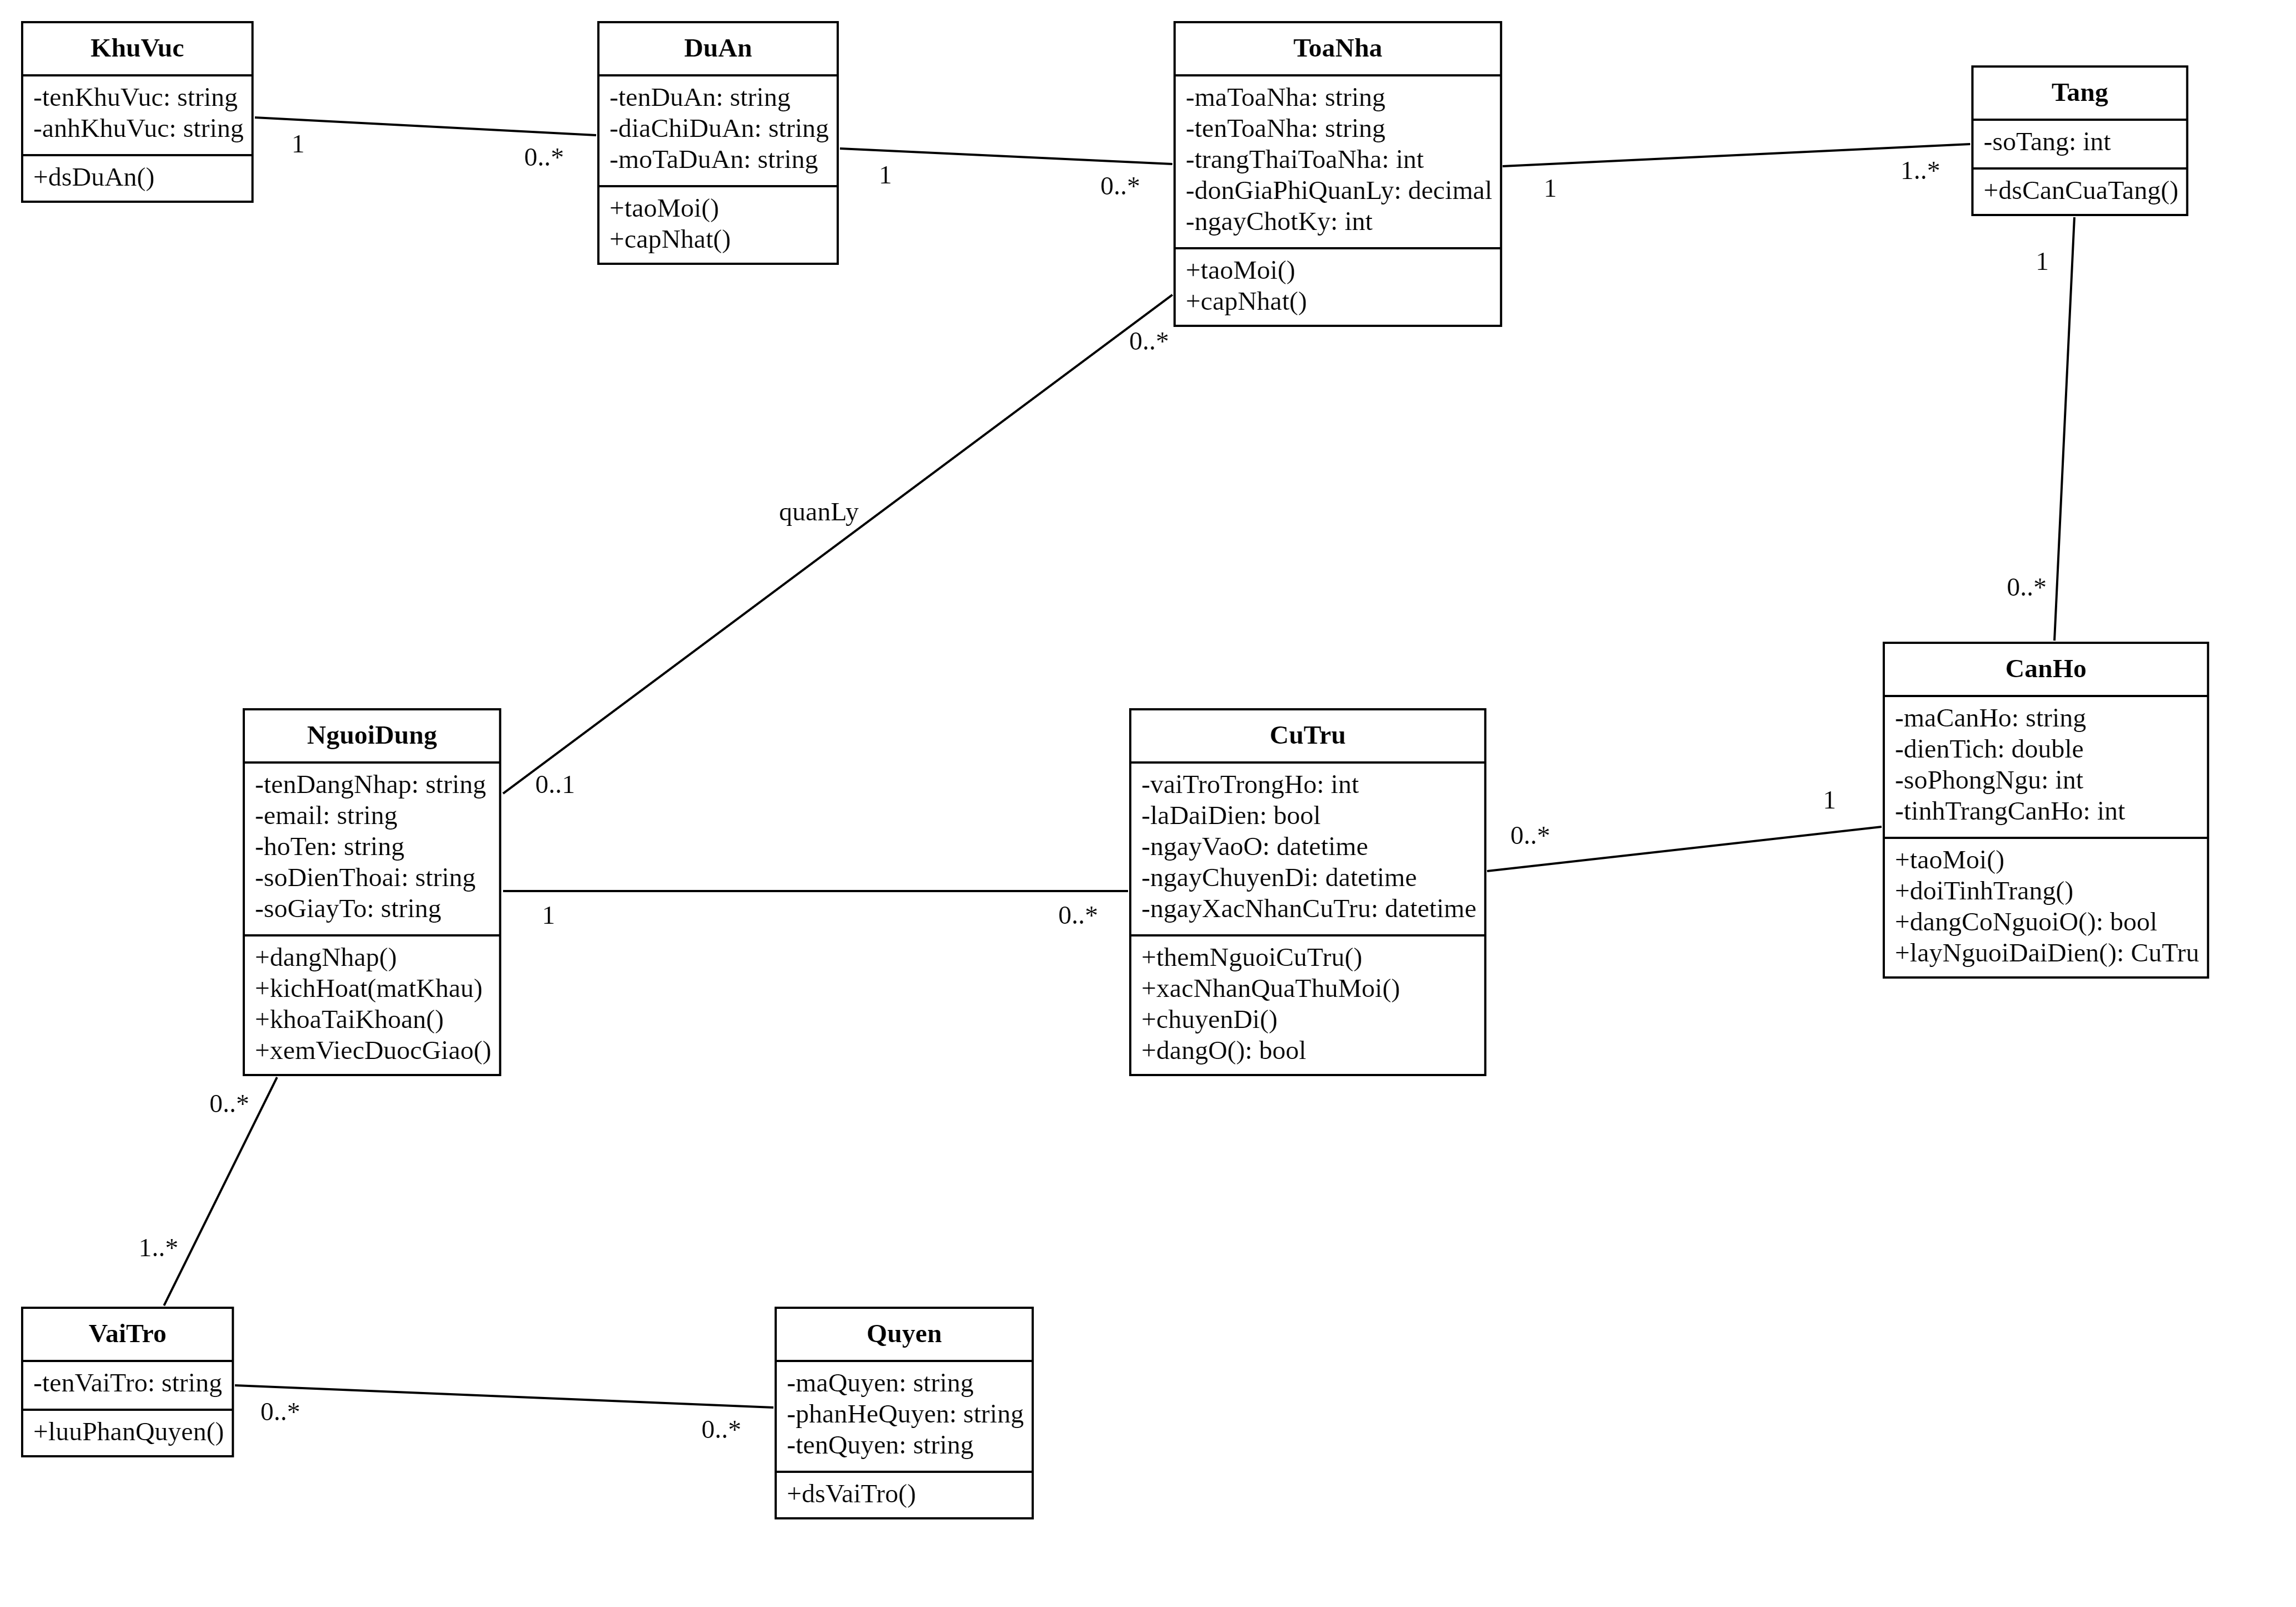 KhuVuc
-tenKhuVuc: string
-anhKhuVuc: string
+dsDuAn()
1
0..*
DuAn
-tenDuAn: string
-diaChiDuAn: string
-moTaDuAn: string
+taoMoi()
+capNhat()
1
0..*
ToaNha
-maToaNha: string
-tenToaNha: string
-trangThaiToaNha: int
-donGiaPhiQuanLy: decimal
-ngayChotKy: int
+taoMoi()
+capNhat()
1
1..*
Tang
-soTang: int
+dsCanCuaTang()
1
0..*
0..*
quanLy
0..1
NguoiDung
-tenDangNhap: string
-email: string
-hoTen: string
-soDienThoai: string
-soGiayTo: string
+dangNhap()
+kichHoat(matKhau)
+khoaTaiKhoan()
+xemViecDuocGiao()
1
0..*
CuTru
-vaiTroTrongHo: int
-laDaiDien: bool
-ngayVaoO: datetime
-ngayChuyenDi: datetime
-ngayXacNhanCuTru: datetime
+themNguoiCuTru()
+xacNhanQuaThuMoi()
+chuyenDi()
+dangO(): bool
0..*
1
CanHo
-maCanHo: string
-dienTich: double
-soPhongNgu: int
-tinhTrangCanHo: int
+taoMoi()
+doiTinhTrang()
+dangCoNguoiO(): bool
+layNguoiDaiDien(): CuTru
0..*
1..*
VaiTro
-tenVaiTro: string
+luuPhanQuyen()
0..*
0..*
Quyen
-maQuyen: string
-phanHeQuyen: string
-tenQuyen: string
+dsVaiTro()